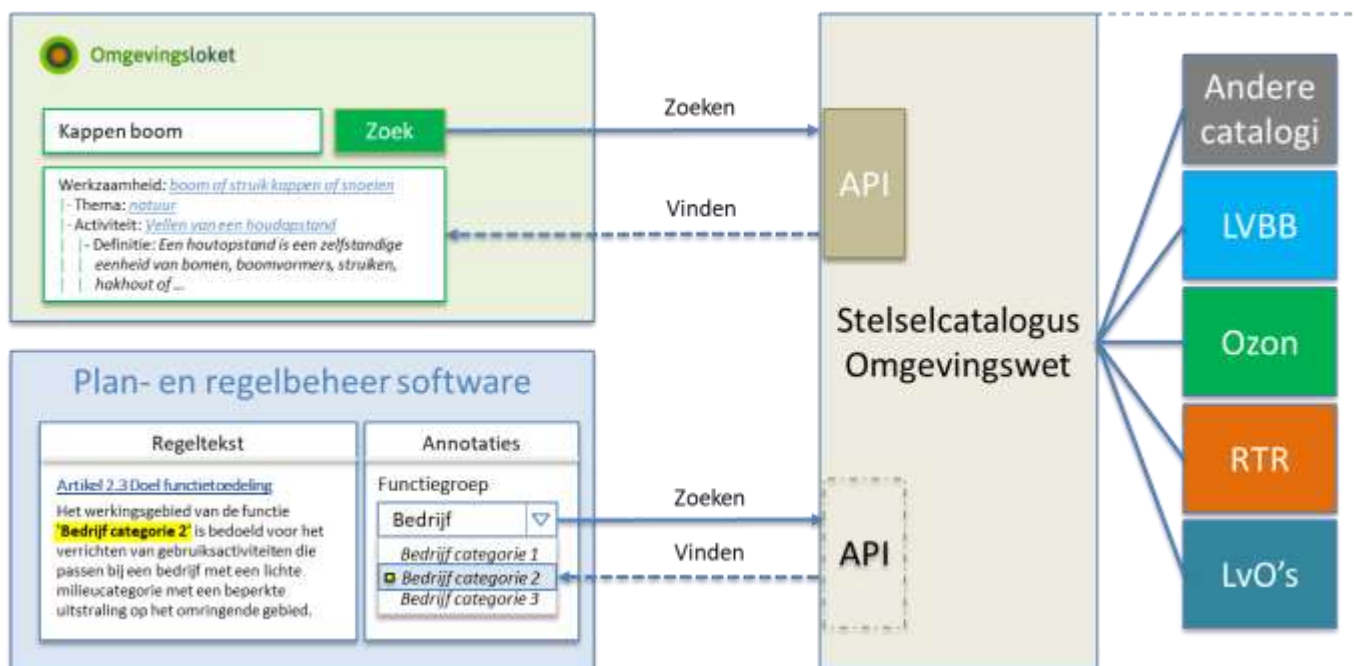 Omgevingsloket
Kappen boom
Zoek
Werkzaamheid: boom of struik kappen of snoeien
- Thema: natuur
- Activiteit: Vellen van een houdopstand
- Definitie: Een houtopstand is een zelfstandige
eenheid van bomen, boomvormers, struiken,
hakhout of ...
Zoeken
Vinden
API
Plan- en regelbeheer software
Regeltekst
Artikel 2.3 Doel functietoedeling
Het werkingsgebied van de functie
'Bedrijf categorie 2' is bedoeld voor het
verrichten van gebruiksactiviteiten die
passen bij een bedrijf met een lichte
milieucategorie met een beperkte
uitstraling op het omringende gebied.
Annotaties
Functiegroep
Bedrijf
Bedrijf categorie 1
Bedrijf categorie 2
Bedrijf categorie 3
Zoeken
Vinden
API
Stelselcatalogus
Omgevingswet
Andere
catalogi
LVBB
Ozon
RTR
LvO's